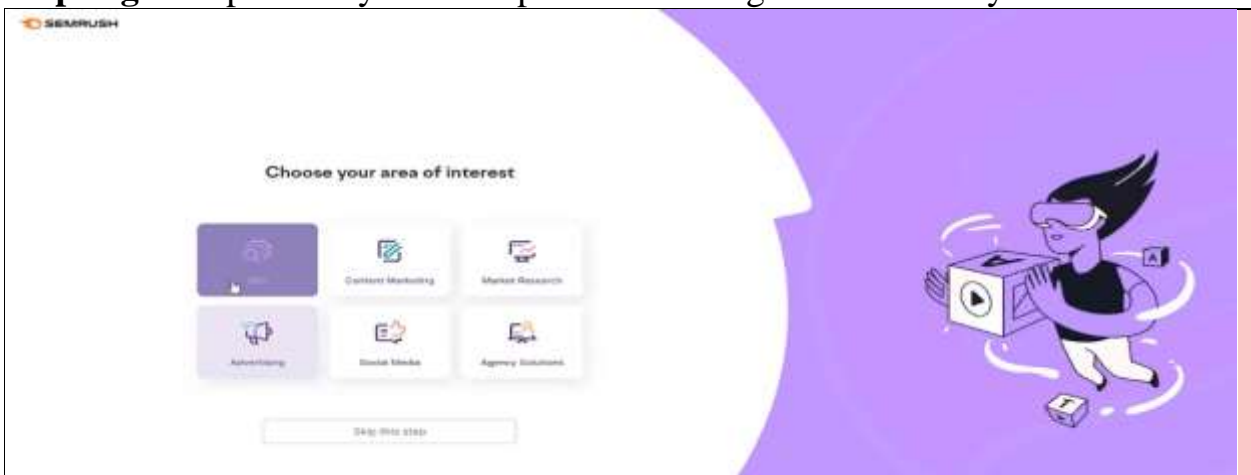 SEMRUSH
Choose your area of interest
Content Marketing
Market Research
Advertising
Social Media
Agency Solutions
Skip this step
A
T